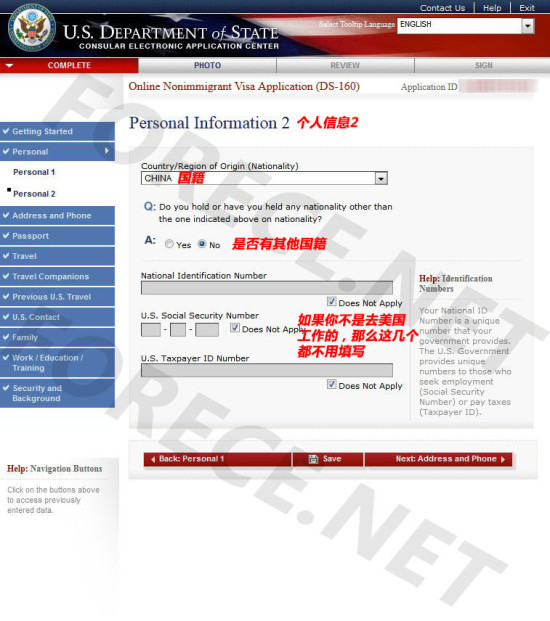 Contact Us Help Exit
U.S. DEPARTMENT of STATE
CONSULAR ELECTRONIC APPLICATION CENTER
Select Tooltip Language ENGLISH
COMPLETE PHOTO REVIEW SIGN
Online Nonimmigrant Visa Application (DS-160)
Application ID
Getting Started
Personal
Personal 1
Personal 2
Address and Phone
Passport
Travel
Travel Companions
Previous U.S. Travel
U.S. Contact
Family
Work / Education /
Training
Security and
Background
Help: Navigation Buttons
Click on the buttons above
to access previously
entered data.
Personal Information 2 个人信息2
Country/Region of Origin (Nationality)
CHINA 国籍
Q: Do you hold or have you held any nationality other than
the one indicated above on nationality?
A: Yes No 是否有其他国籍
National Identification Number
Does Not Apply
U.S. Social Security Number
- - Does Not Apply
U.S. Taxpayer ID Number
Does Not Apply
如果你不是去美国
工作的，那么这几个
都不用填写
Help: Identification
Numbers
Your National ID
Number is a unique
number that your
government provides.
The U.S. Government
provides unique
numbers to those who
seek employment
(Social Security
Number) or pay taxes
(Taxpayer ID).
Back: Personal 1 Save Next: Address and Phone
FORECE.NET
FORECE.NET